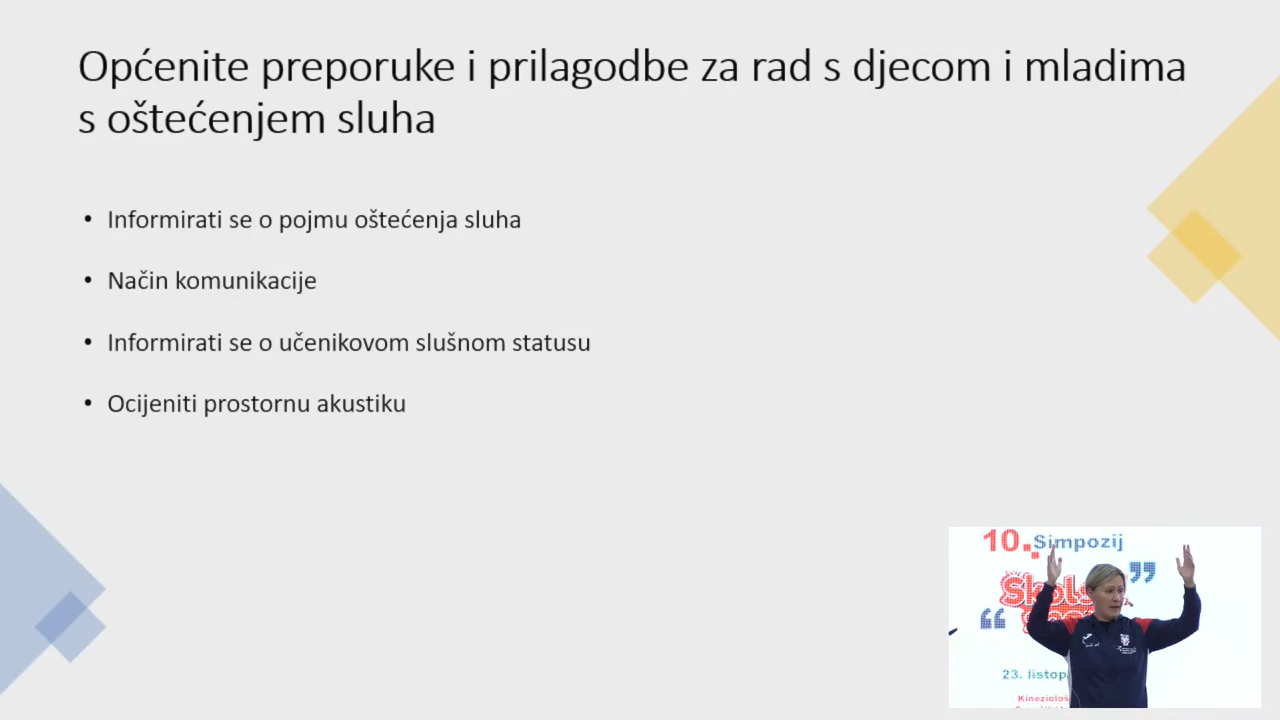 Općenite preporuke i prilagodbe za rad s djecom i mladima
s oštećenjem sluha
• Informirati se o pojmu oštećenja sluha
• Način komunikacije
• Informirati se o učenikovom slušnom statusu
• Ocijeniti prostornu akustiku
10. Simpozij
23. listop